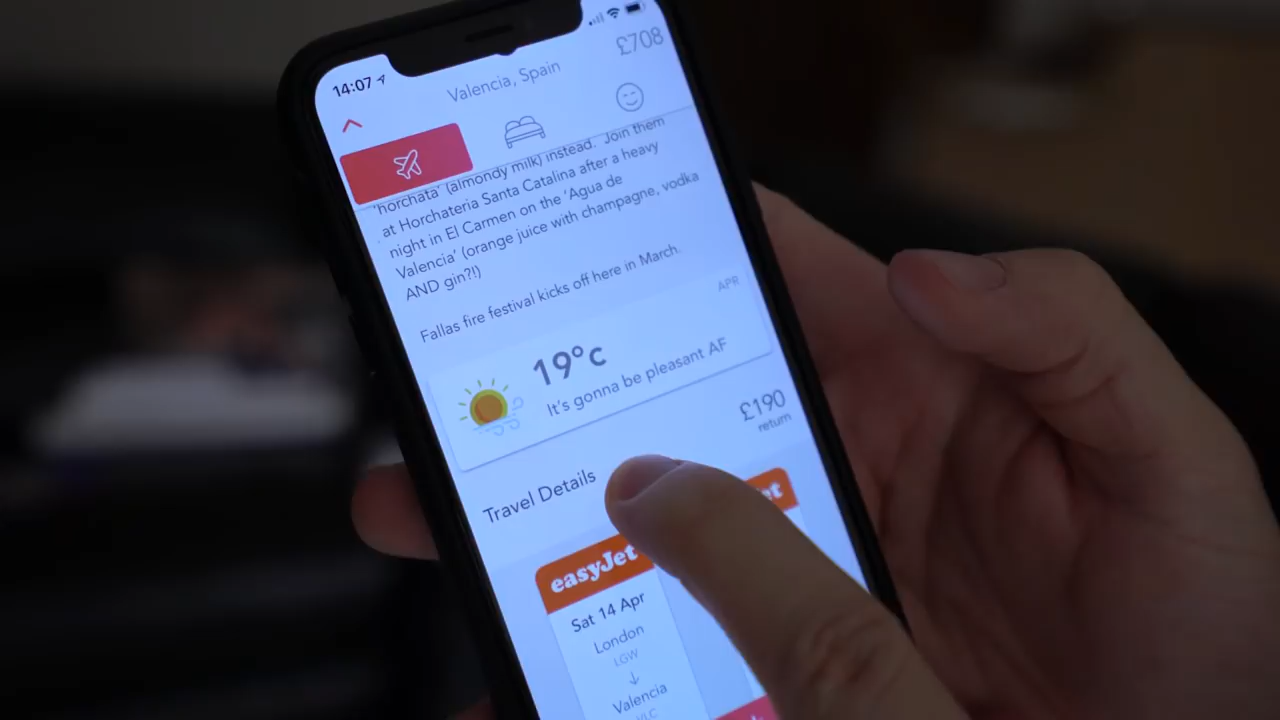 14:07
Valencia, Spain
£708
'horchata' (almondy milk) instead. Join them
at Horchateria Santa Catalina after a heavy
night in El Carmen on the 'Agua de
Valencia' (orange juice with champagne, vodka
AND gin?!)
Fallas fire festival kicks off here in March.
APR
19°c
It's gonna be pleasant AF
£190
return
Travel Details
easyJet
Sat 14 Apr
London
LGW
↓
Valencia
VLC